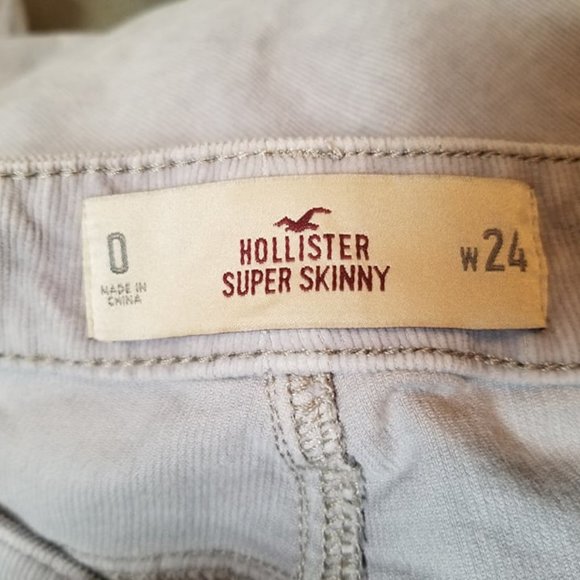 0
MADE IN
CHINA
HOLLISTER
SUPER SKINNY
W24